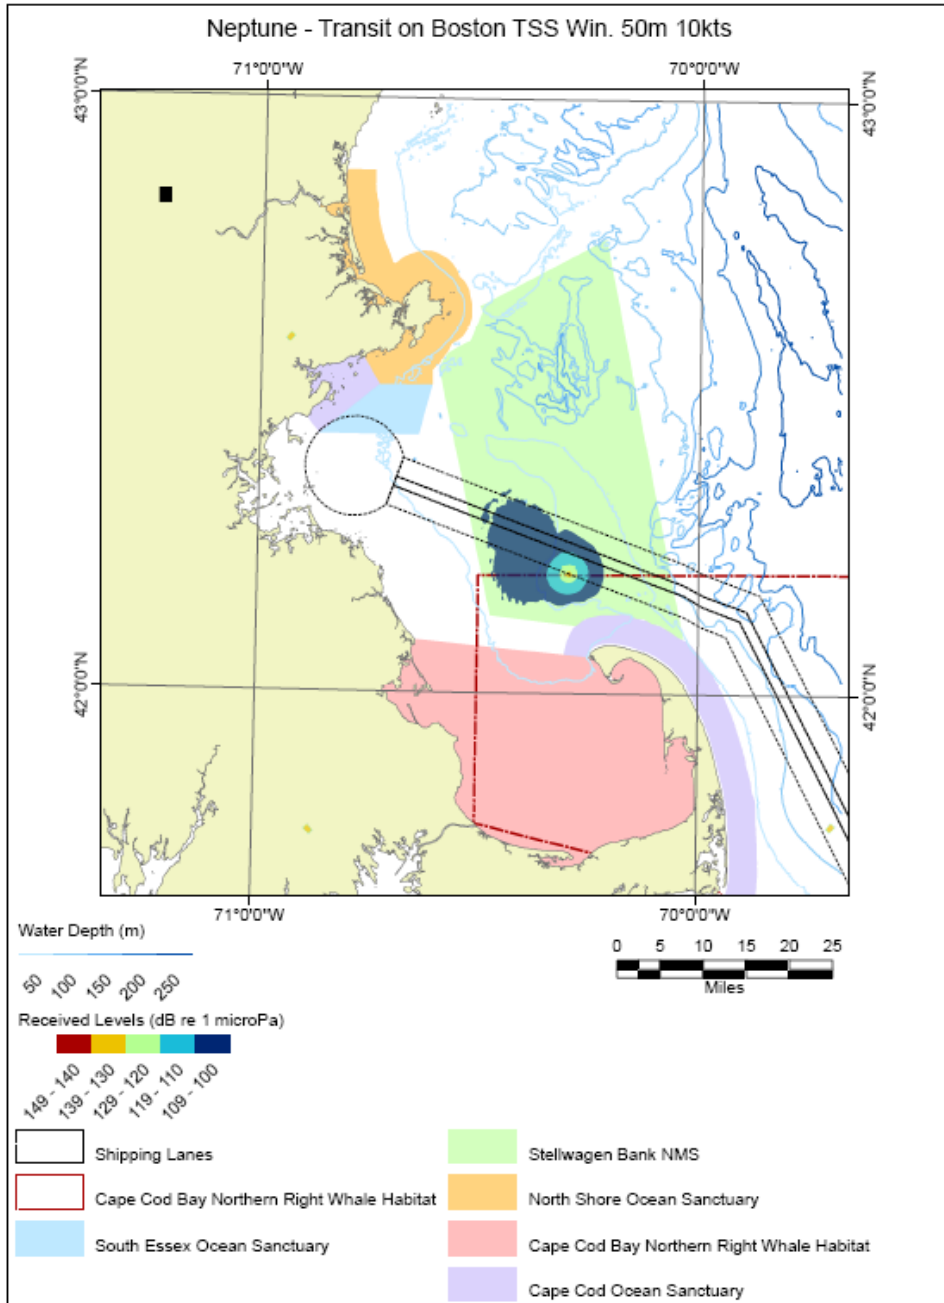 Neptune - Transit on Boston TSS Win. 50m 10kts
71°0'0"W 70°0'0"W
43°0'0"N 43°0'0"N
42°0'0"N 42°0'0"N
71°0'0"W 70°0'0"W
Water Depth (m)
50 100 150 200 250
0 5 10 15 20 25
Miles
Received Levels (dB re 1 microPa)
149 - 140 139 - 130 129 - 120 119 - 110 109 - 100
Shipping Lanes
Stellwagen Bank NMS
Cape Cod Bay Northern Right Whale Habitat
North Shore Ocean Sanctuary
South Essex Ocean Sanctuary
Cape Cod Bay Northern Right Whale Habitat
Cape Cod Ocean Sanctuary